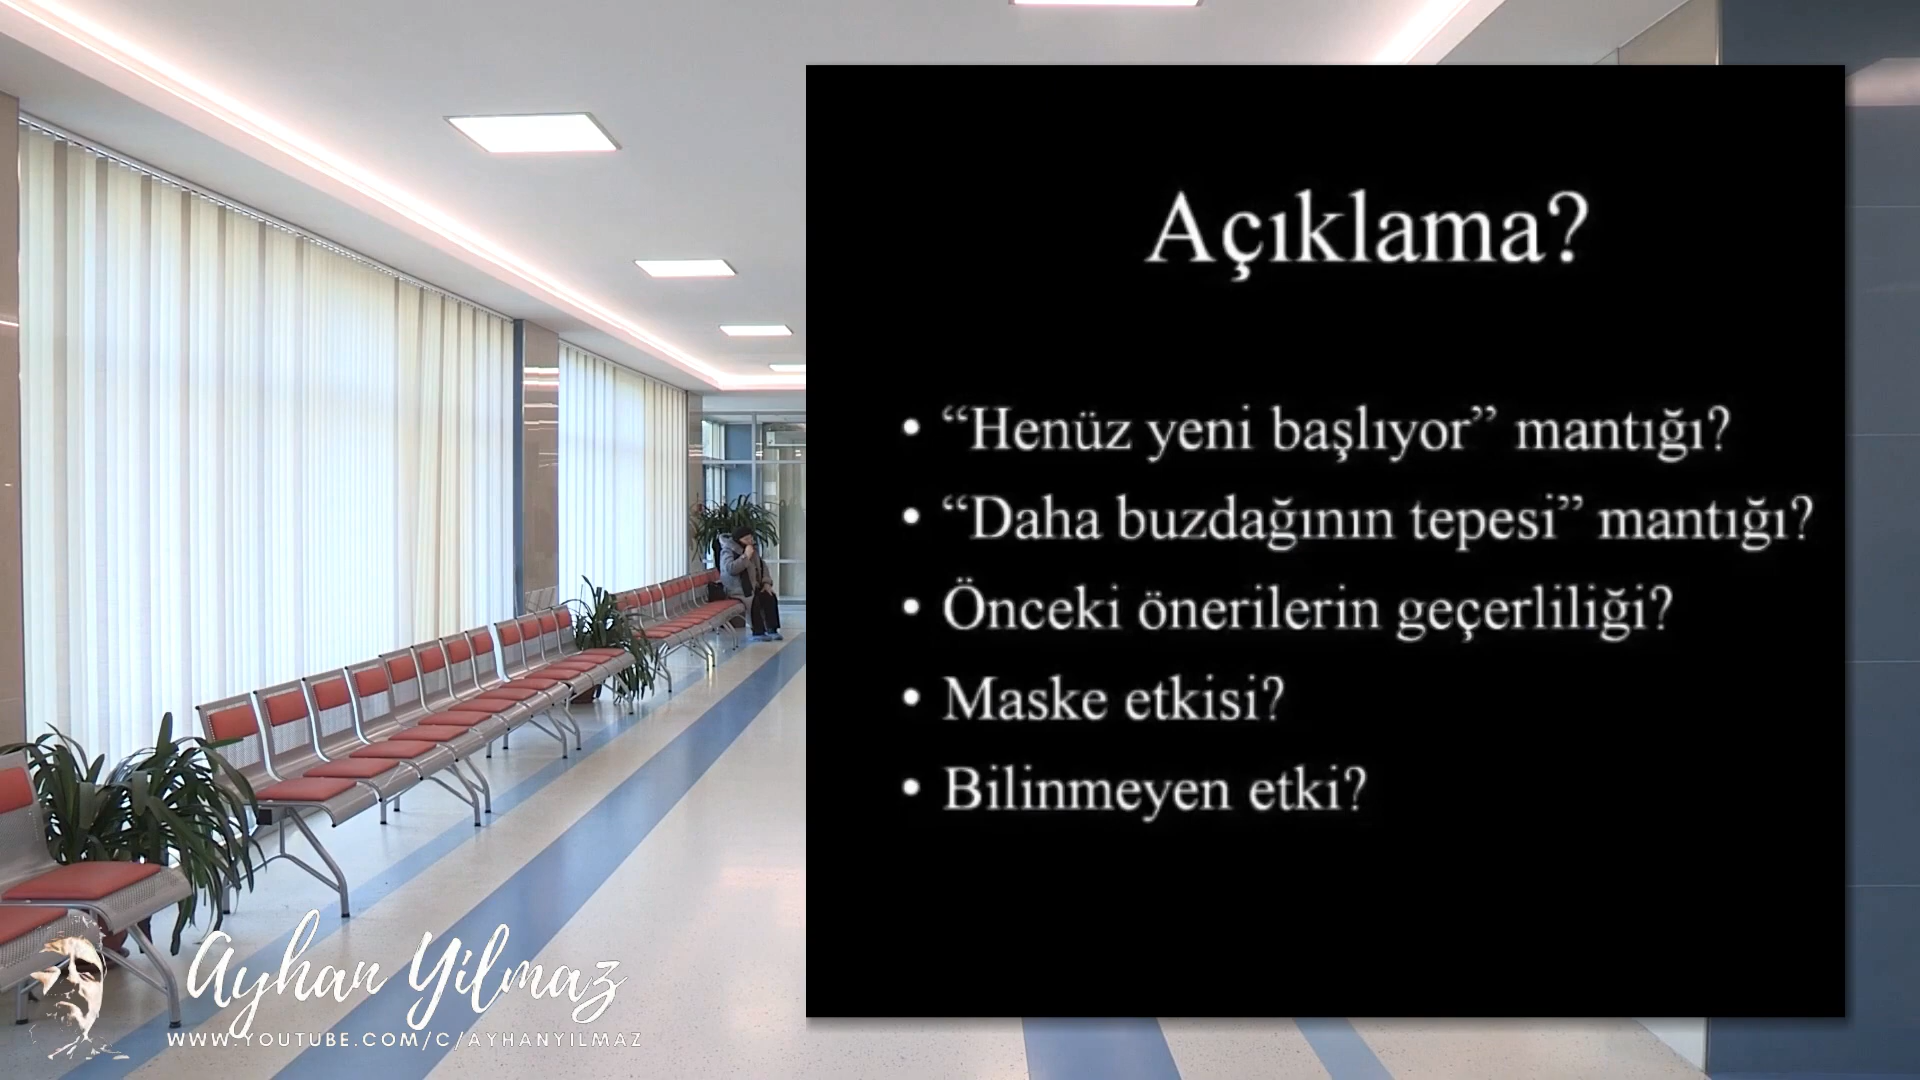 Açıklama?
• “Henüz yeni başlıyor” mantığı?
• “Daha buzdağının tepesi” mantığı?
• Önceki önerilerin geçerliliği?
• Maske etkisi?
• Bilinmeyen etki?
Ayhan Yilmaz
WWW.YOUTUBE.COM/C/AYHANYILMAZ